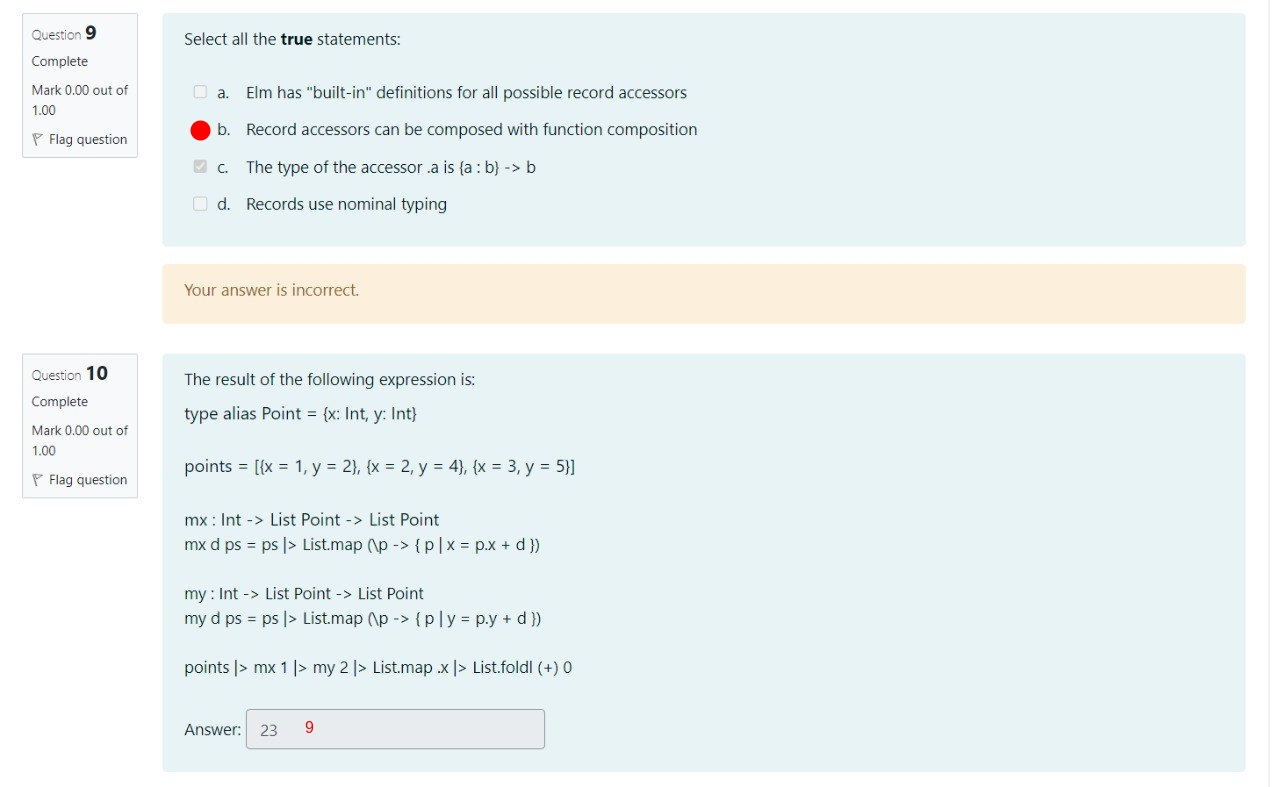 Question 9
Complete
Mark 0.00 out of
1.00
Flag question
Select all the true statements:
a. Elm has "built-in" definitions for all possible record accessors
b. Record accessors can be composed with function composition
c. The type of the accessor .a is {a : b} -> b
d. Records use nominal typing
Your answer is incorrect.
Question 10
Complete
Mark 0.00 out of
1.00
Flag question
The result of the following expression is:
type alias Point = {x: Int, y: Int}
points = [{x = 1, y = 2}, {x = 2, y = 4}, {x = 3, y = 5}]
mx : Int -> List Point -> List Point
mx d ps = ps |> List.map (\p -> { p | x = p.x + d })
my : Int -> List Point -> List Point
my d ps = ps |> List.map (\p -> { p | y = p.y + d })
points |> mx 1 |> my 2 |> List.map .x |> List.foldl (+) 0
Answer: 23 9